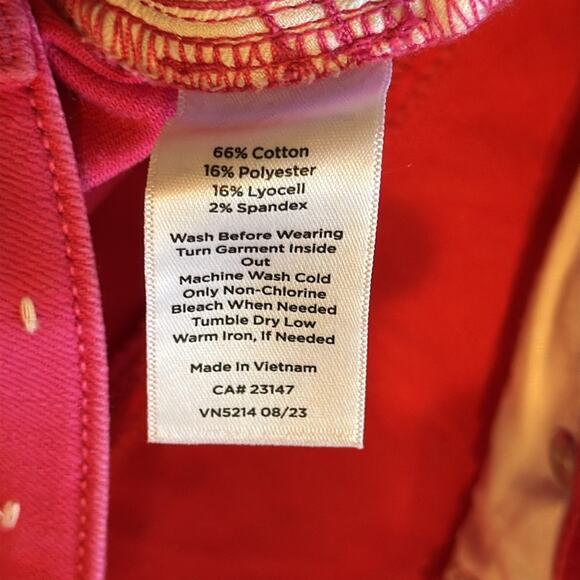 66% Cotton
16% Polyester
16% Lyocell
2% Spandex
Wash Before Wearing
Turn Garment Inside
Out
Machine Wash Cold
Only Non-Chlorine
Bleach When Needed
Tumble Dry Low
Warm Iron, If Needed
Made In Vietnam
CA# 23147
VN5214 08/23